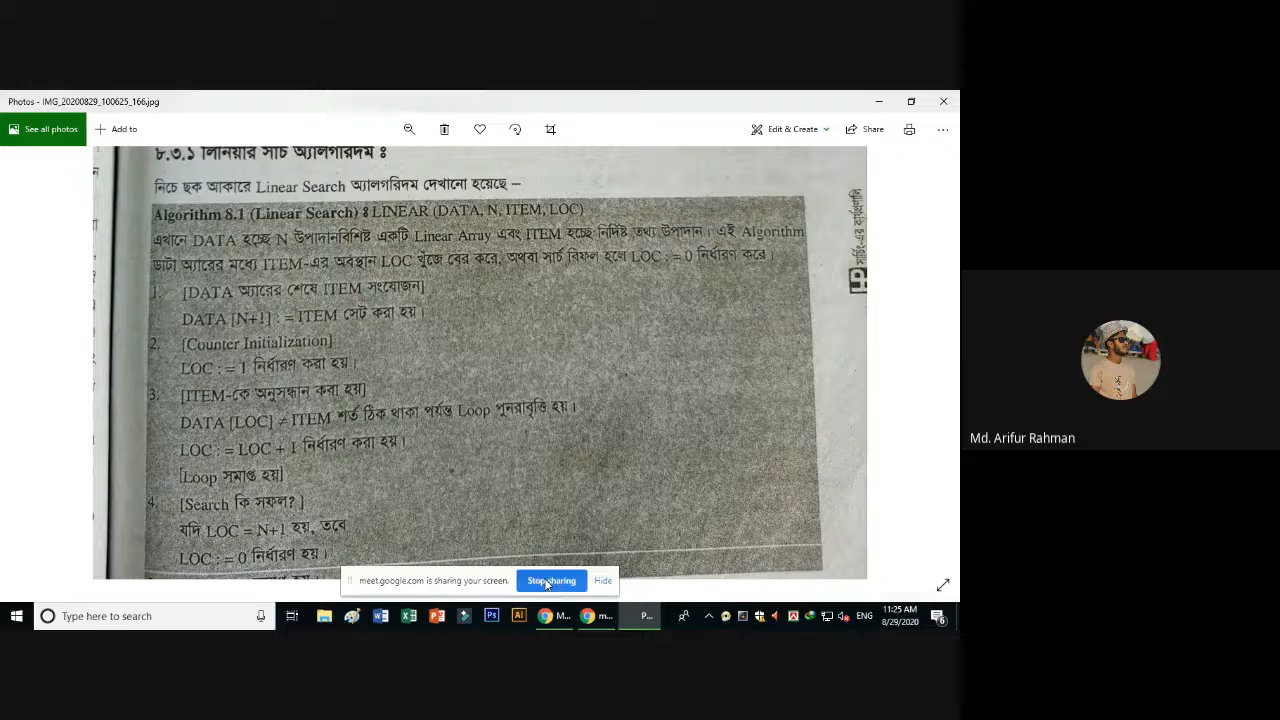 Photos - IMG_20200829_100625_166.jpg
See all photos
Add to
Edit & Create
Share
৮.৩.১ লিনিয়ার সার্চ অ্যালগরিদম ঃ
নিচে ছক আকারে Linear Search অ্যালগরিদম দেখানো হয়েছে –
Algorithm 8.1 (Linear Search) ঃ LINEAR (DATA, N, ITEM, LOC)
এখানে DATA হচ্ছে N উপাদানবিশিষ্ট একটি Linear Array এবং ITEM হচ্ছে নির্দিষ্ট তথ্য উপাদান। এই Algorithm
ডাটা অ্যারের মধ্যে ITEM-এর অবস্থান LOC খুঁজে বের করে, অথবা সার্চ বিফল হলে LOC : = 0 নির্ধারণ করে।
1. [DATA অ্যারের শেষে ITEM সংযোজন]
DATA [N+1] : = ITEM সেট করা হয়।
2. [Counter Initialization]
LOC : = 1 নির্ধারণ করা হয়।
3. [ITEM-কে অনুসন্ধান করা হয়]
DATA [LOC] ≠ ITEM শর্ত ঠিক থাকা পর্যন্ত Loop পুনরাবৃত্তি হয়।
LOC : = LOC + 1 নির্ধারণ করা হয়।
[Loop সমাপ্ত হয়]
4. [Search কি সফল? ]
যদি LOC = N+1 হয়, তবে
LOC : = 0 নির্ধারণ করা হয়।
সার্চিং-এর কার্যপ্রণালি
meet.google.com is sharing your screen.
Stop sharing
Hide
Type here to search
M...
m...
P...
ENG
11:25 AM
8/29/2020
6
Md. Arifur Rahman